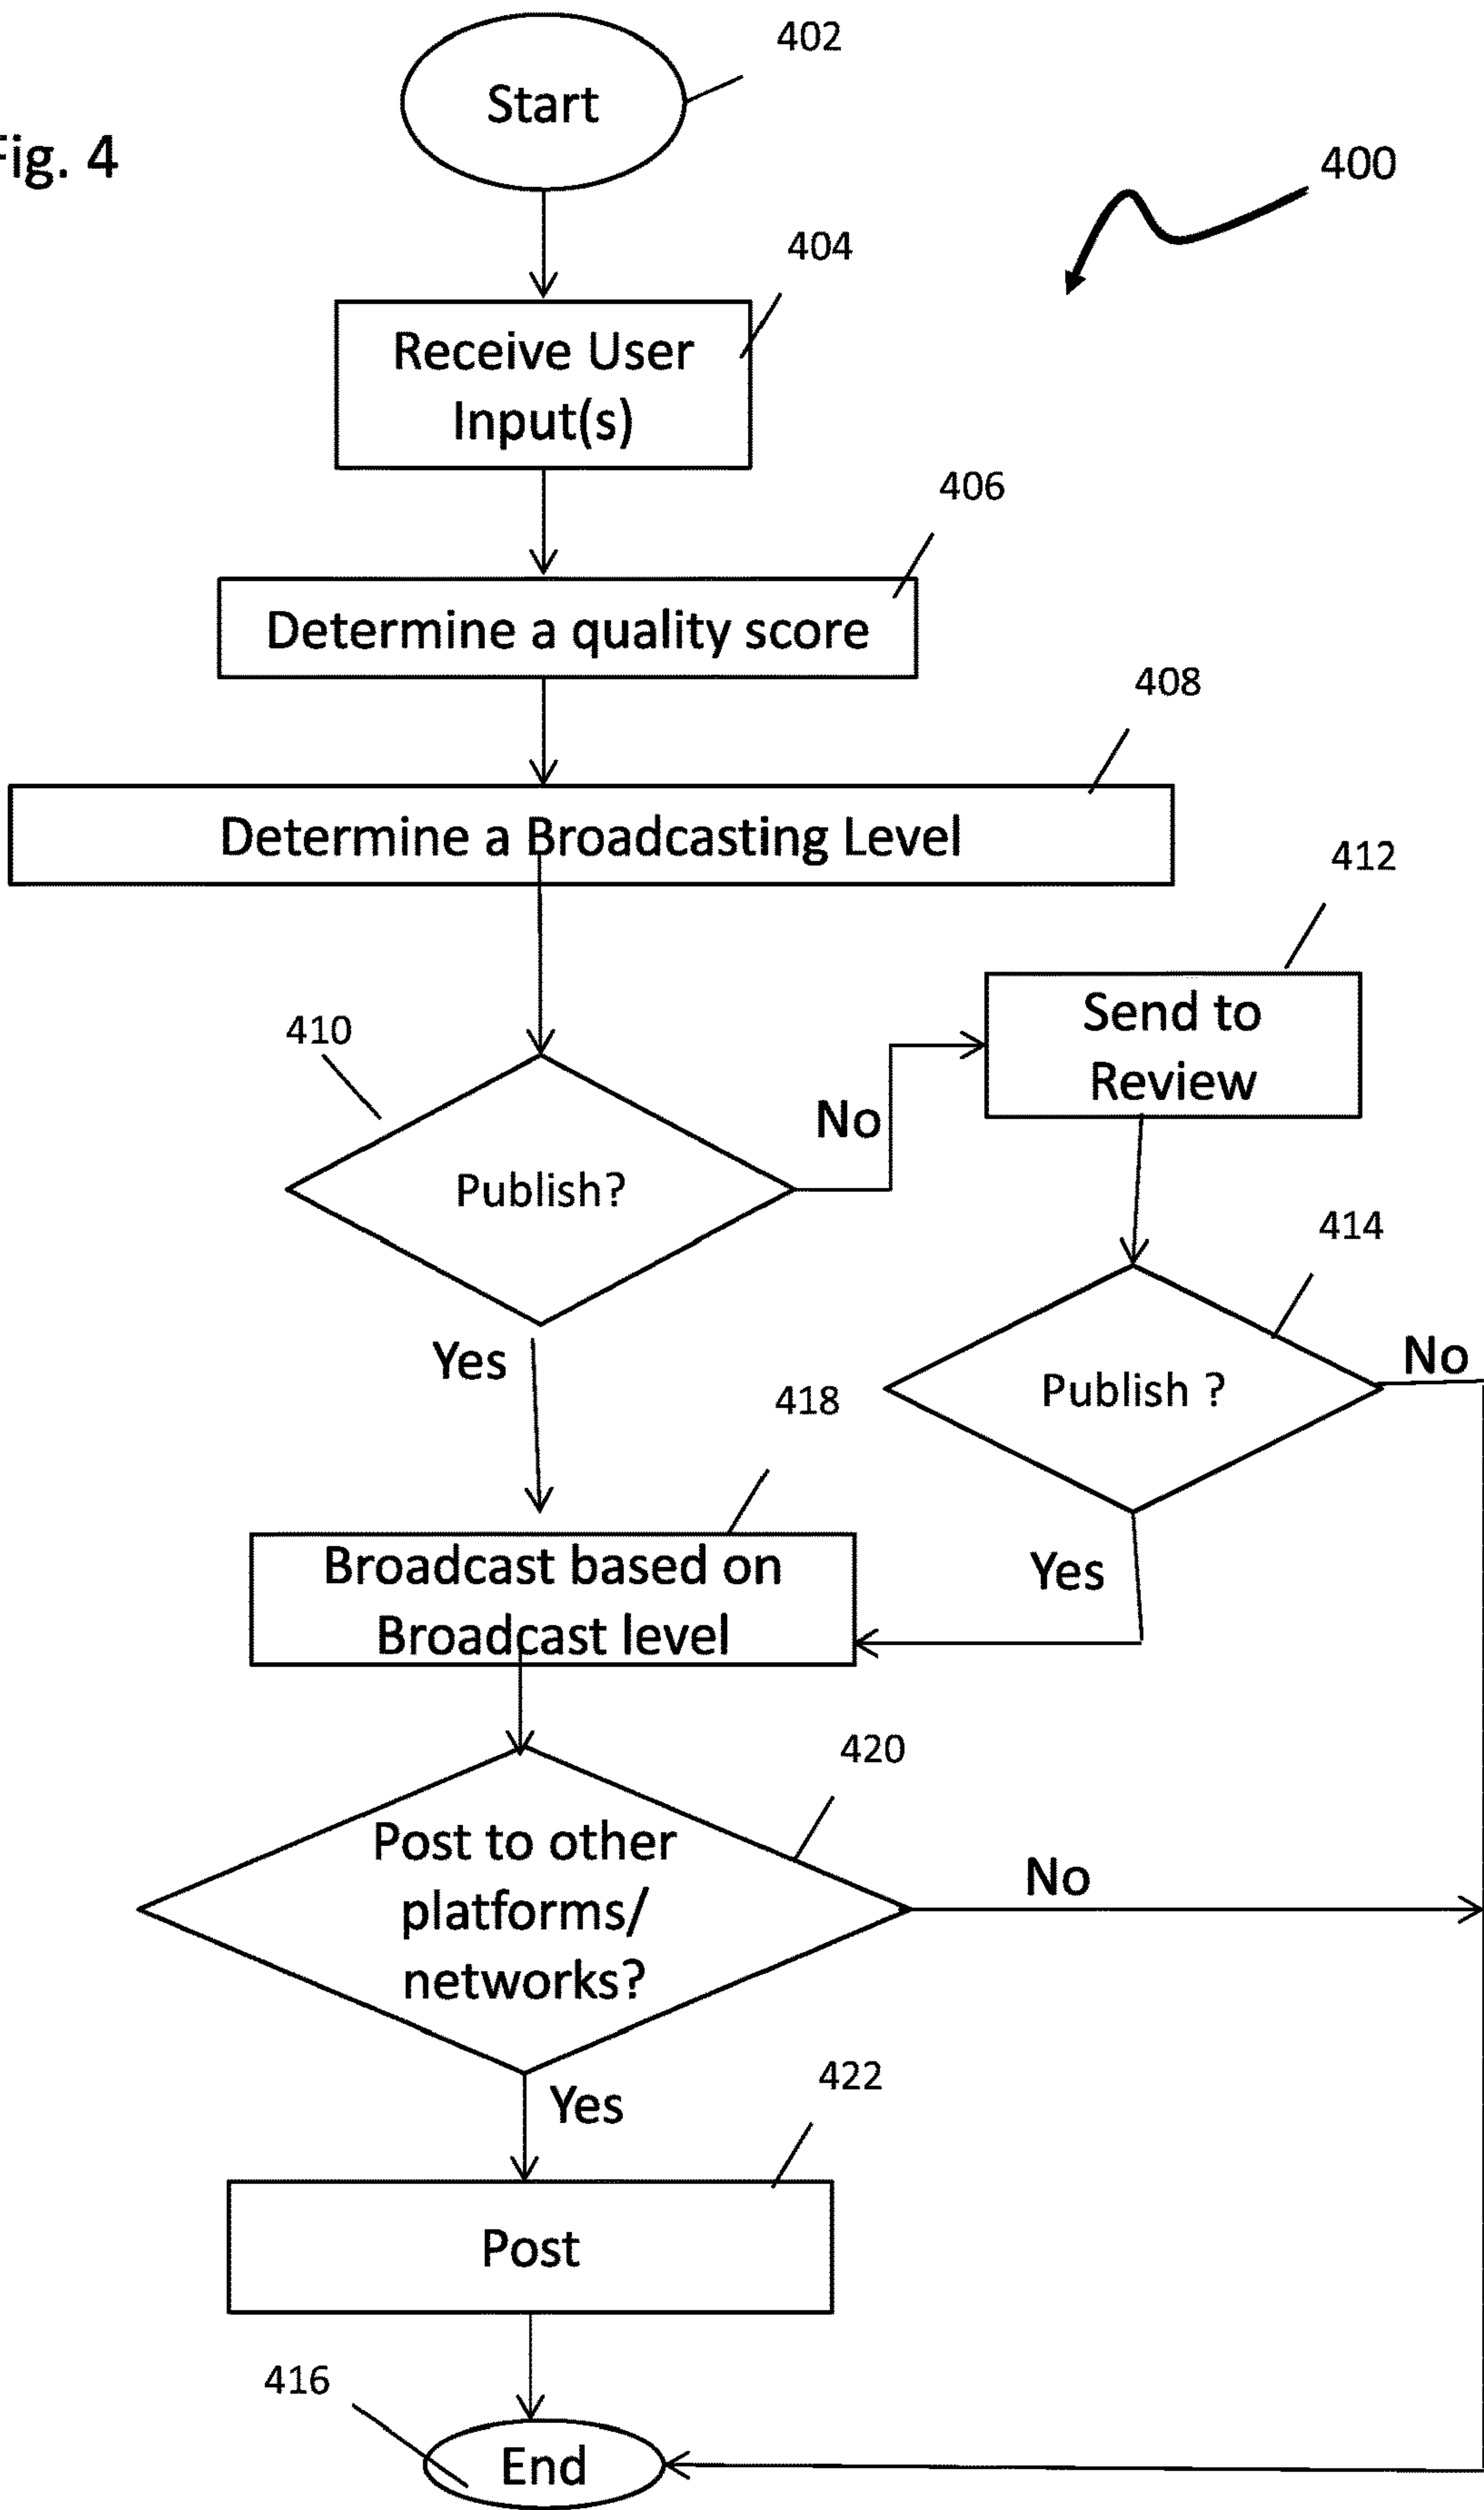 402
Start
Fig. 4
400
404
Receive User
Input(s)
406
Determine a quality score
408
Determine a Broadcasting Level
412
Send to
Review
410
No
Publish?
414
Publish ?
No
Yes
418
Broadcast based on
Broadcast level
Yes
420
Post to other
platforms/
networks?
No
Yes
422
Post
416
End